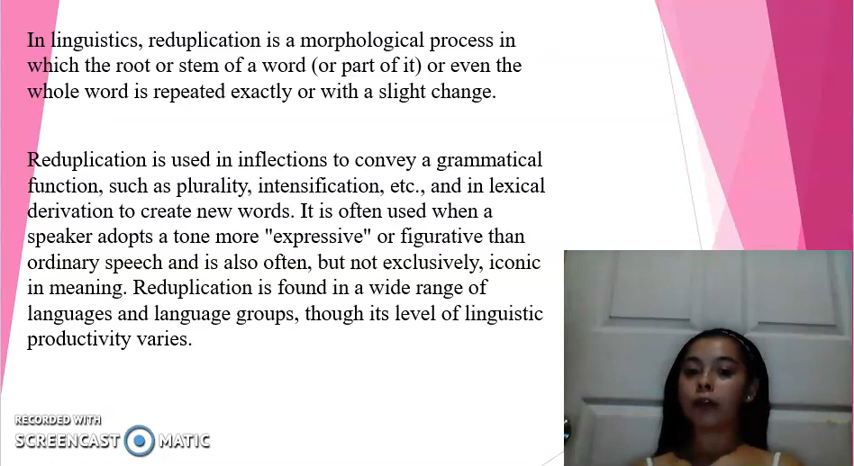 In linguistics, reduplication is a morphological process in
which the root or stem of a word (or part of it) or even the
whole word is repeated exactly or with a slight change.
Reduplication is used in inflections to convey a grammatical
function, such as plurality, intensification, etc., and in lexical
derivation to create new words. It is often used when a
speaker adopts a tone more "expressive" or figurative than
ordinary speech and is also often, but not exclusively, iconic
in meaning. Reduplication is found in a wide range of
languages and language groups, though its level of linguistic
productivity varies.
RECORDED WITH
SCREENCAST MATIC